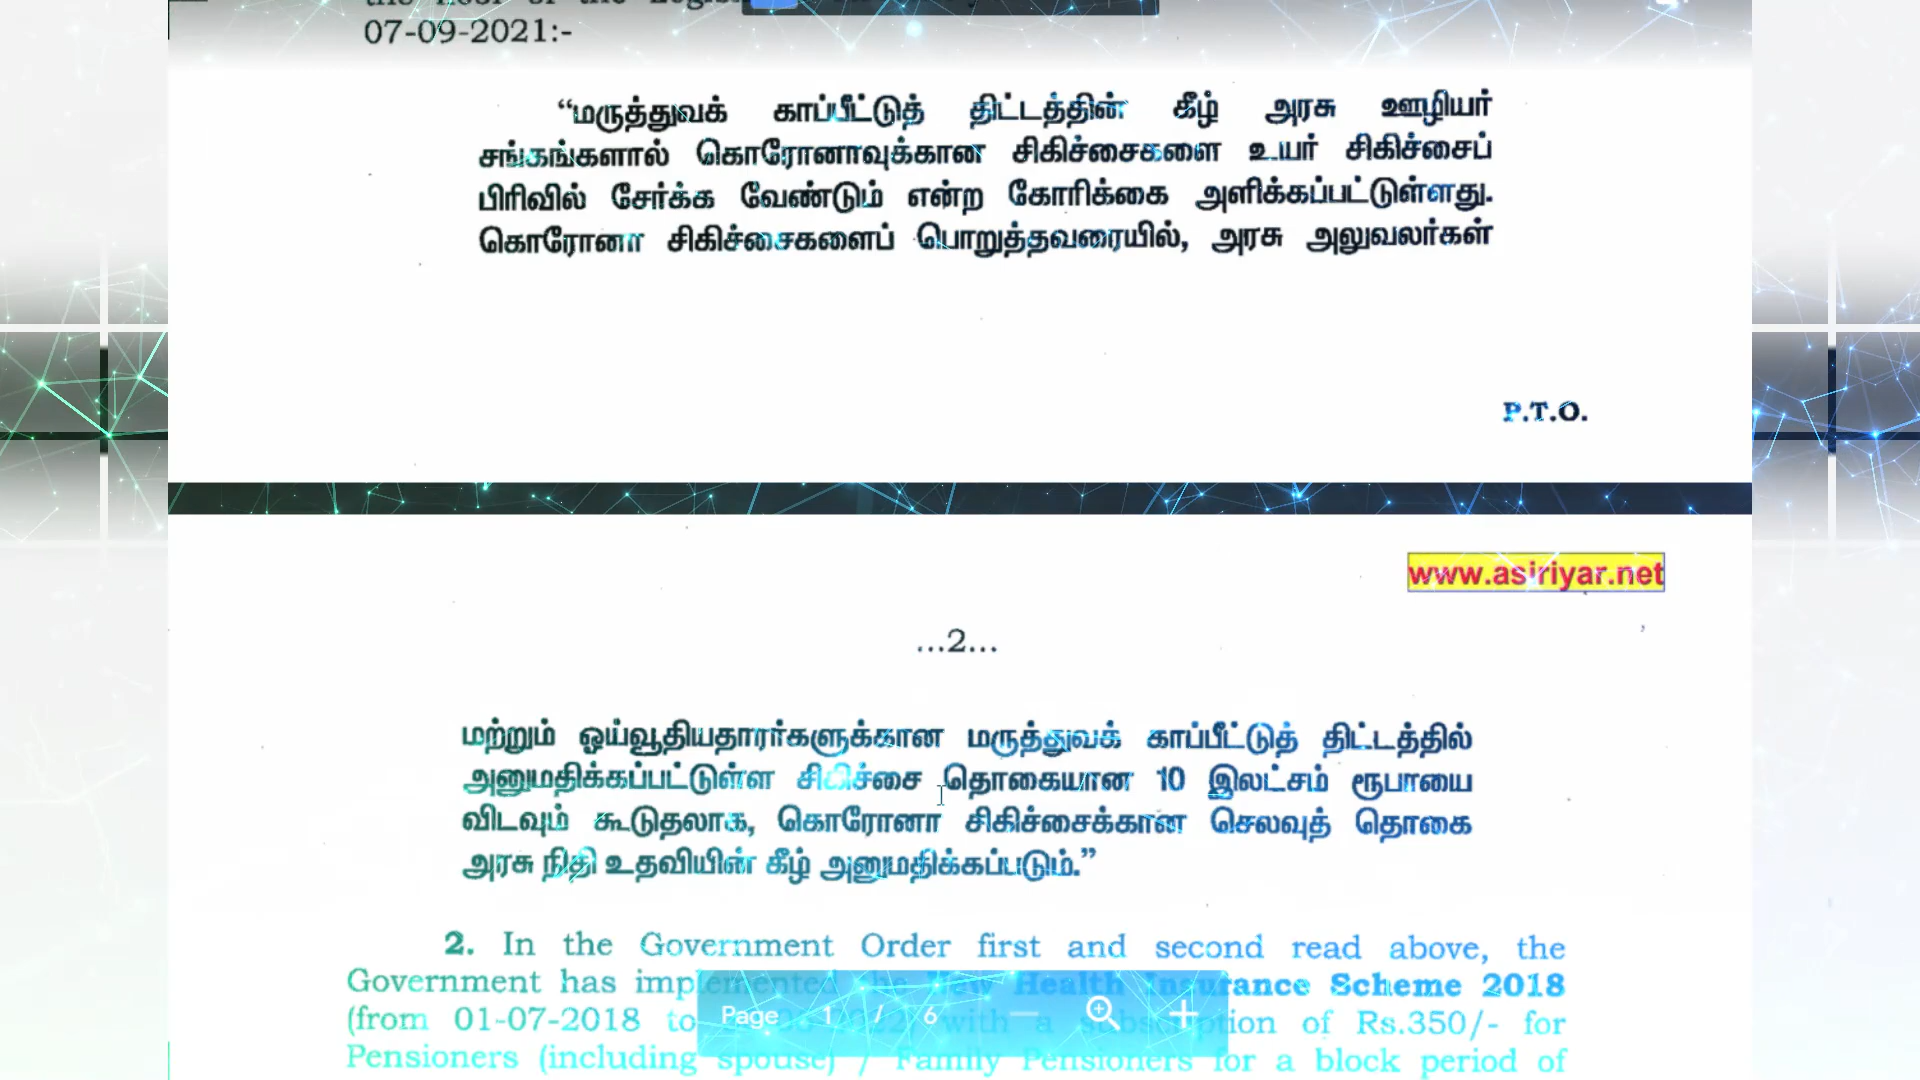 07-09-2021:-
“மருத்துவக் காப்பீட்டுத் திட்டத்தின் கீழ் அரசு ஊழியர்
சங்கங்களால் கொரோனாவுக்கான சிகிச்சைகளை உயர் சிகிச்சைப்
பிரிவில் சேர்க்க வேண்டும் என்ற கோரிக்கை அளிக்கப்பட்டுள்ளது.
கொரோனா சிகிச்சைகளைப் பொறுத்தவரையில், அரசு அலுவலர்கள்
P.T.O.
www.asiriyar.net
...2...
மற்றும் ஓய்வூதியதாரர்களுக்கான மருத்துவக் காப்பீட்டுத் திட்டத்தில்
அனுமதிக்கப்பட்டுள்ள சிகிச்சை தொகையான 10 இலட்சம் ரூபாயை
விடவும் கூடுதலாக, கொரோனா சிகிச்சைக்கான செலவுத் தொகை
அரசு நிதி உதவியின் கீழ் அனுமதிக்கப்படும்.”
2. In the Government Order first and second read above, the
Government has implemented the New Health Insurance Scheme 2018
(from 01-07-2018 to with a subscription of Rs.350/- for
Pensioners (including spouse) / Family Pensioners for a block period of
Page 1 / 6